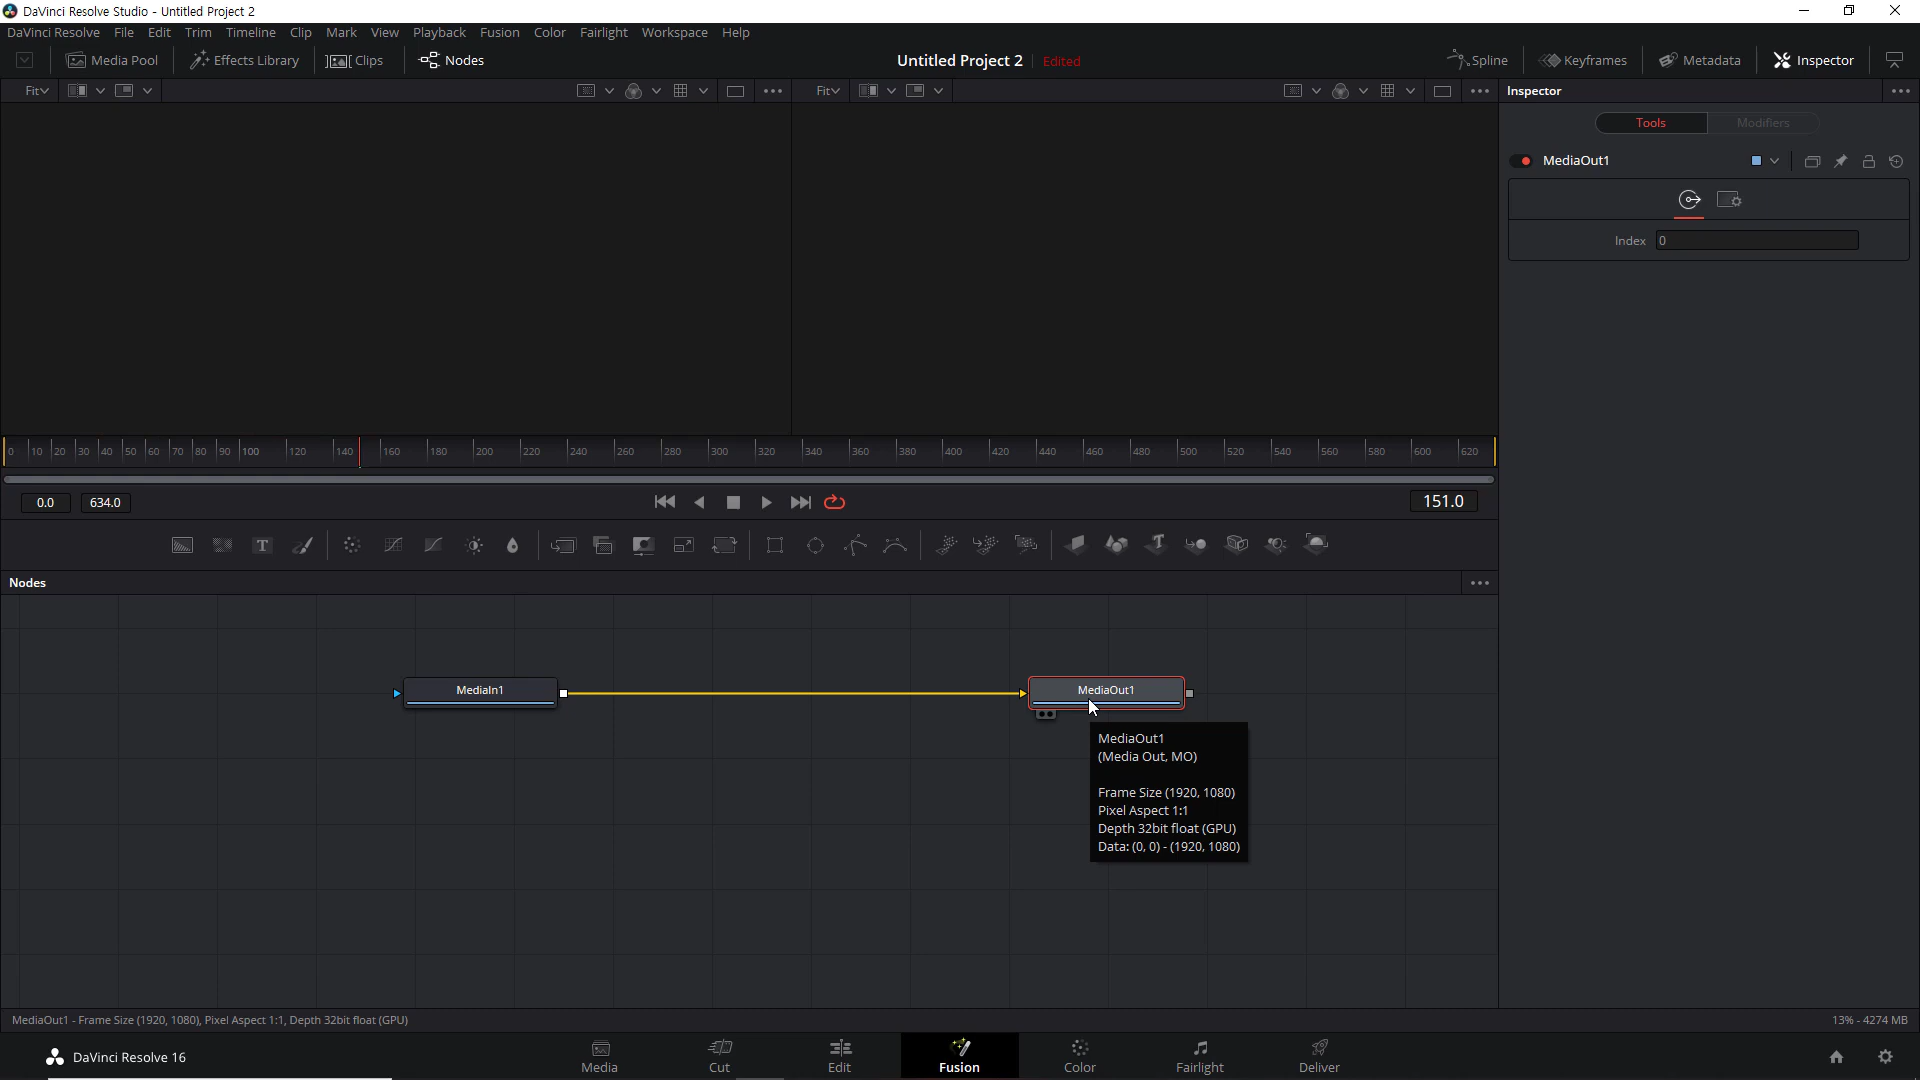 DaVinci Resolve Studio - Untitled Project 2
DaVinci Resolve File Edit Trim Timeline Clip Mark View Playback Fusion Color Fairlight Workspace Help
Media Pool Effects Library Clips Nodes Untitled Project 2 Edited Spline Keyframes Metadata Inspector
Fit Fit Inspector
Tools Modifiers
MediaOut1
Index 0
0 10 20 30 40 50 60 70 80 90 100 120 140 160 180 200 220 240 260 280 300 320 340 360 380 400 420 440 460 480 500 520 540 560 580 600 620
0.0 634.0 151.0
T
Nodes
MediaIn1 MediaOut1
MediaOut1
(Media Out, MO)
Frame Size (1920, 1080)
Pixel Aspect 1:1
Depth 32bit float (GPU)
Data: (0, 0) - (1920, 1080)
MediaOut1 - Frame Size (1920, 1080), Pixel Aspect 1:1, Depth 32bit float (GPU) 13% - 4274 MB
DaVinci Resolve 16 Media Cut Edit Fusion Color Fairlight Deliver